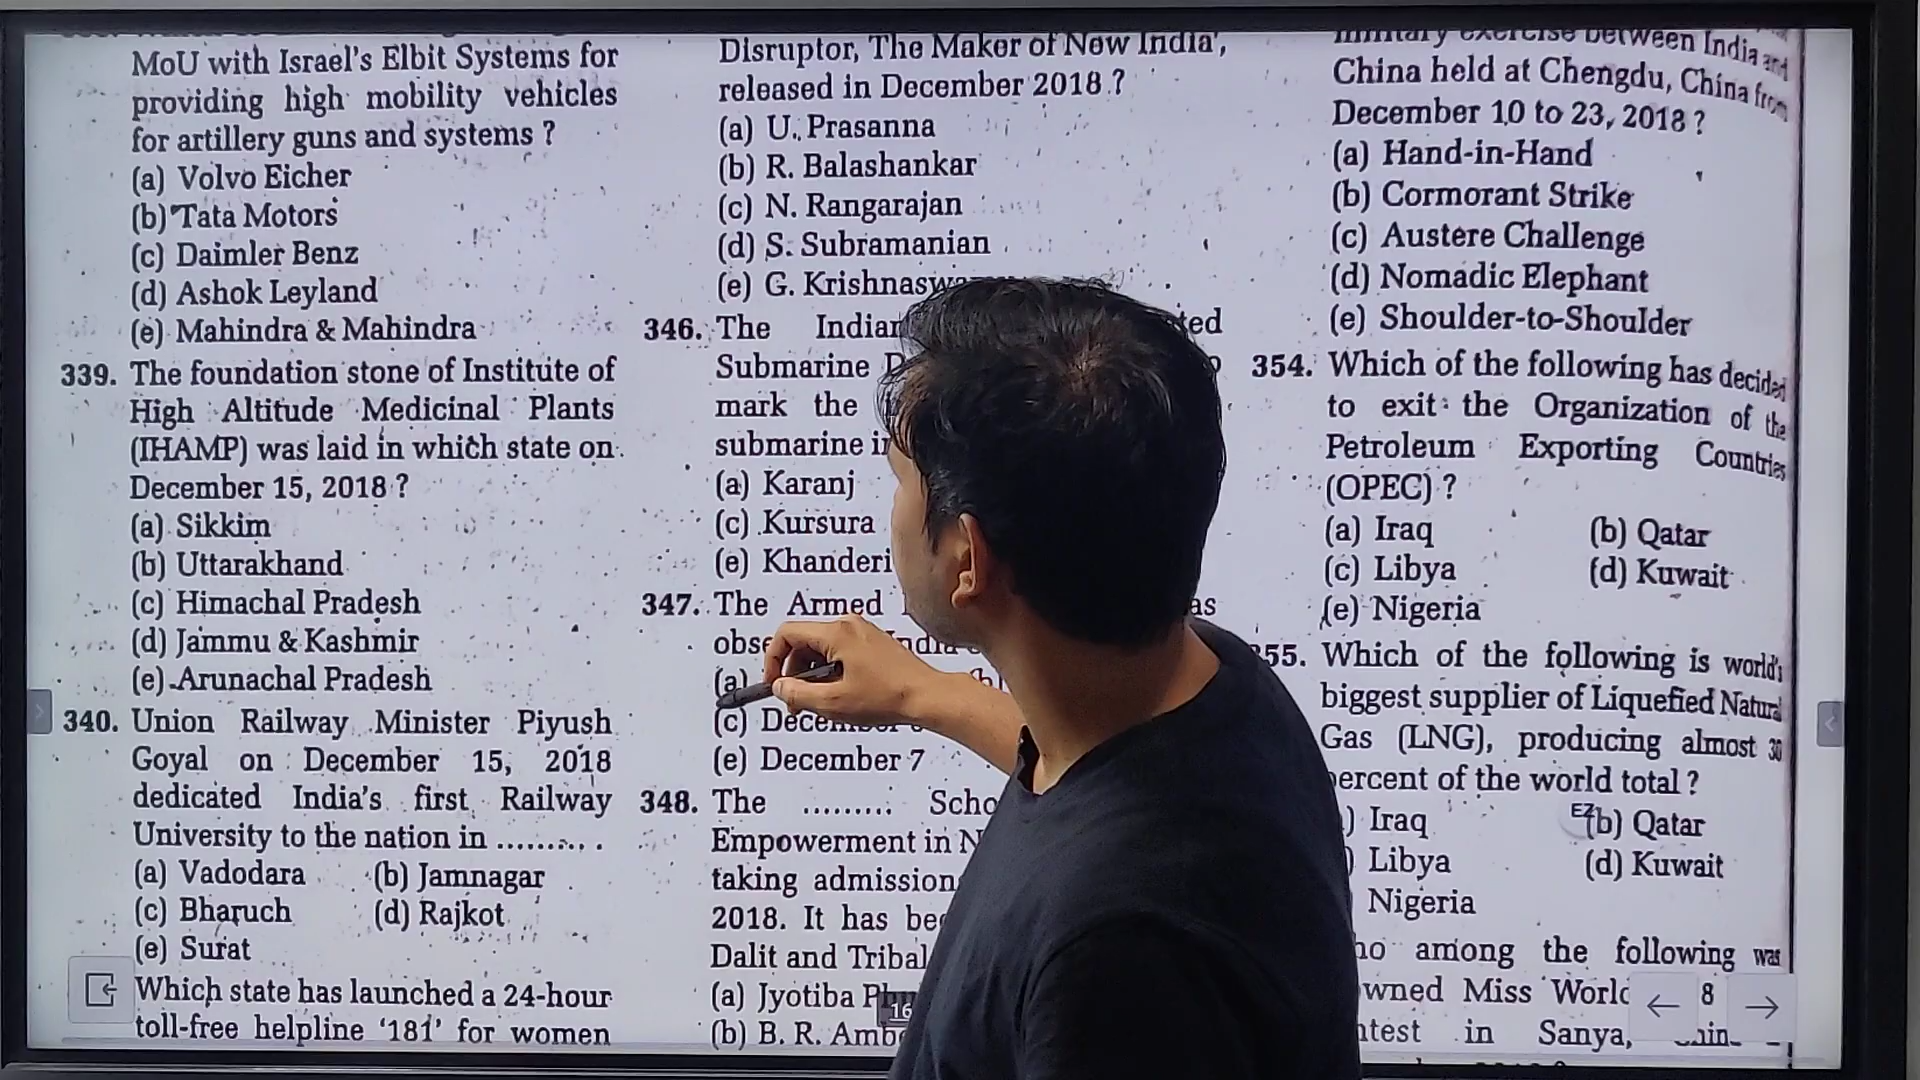 MoU with Israel's Elbit Systems for
providing high mobility vehicles
for artillery guns and systems ?
(a) Volvo Eicher
(b) Tata Motors
(c) Daimler Benz
(d) Ashok Leyland
(e) Mahindra & Mahindra
339. The foundation stone of Institute of
High Altitude Medicinal Plants
(IHAMP) was laid in which state on
December 15, 2018 ?
(a) Sikkim
(b) Uttarakhand
(c) Himachal Pradesh
(d) Jammu & Kashmir
(e) Arunachal Pradesh
340. Union Railway Minister Piyush
Goyal on December 15, 2018
dedicated India's first Railway
University to the nation in ..........
(a) Vadodara (b) Jamnagar
(c) Bharuch (d) Rajkot
(e) Surat
Which state has launched a 24-hour
toll-free helpline '181' for women
Disruptor, The Maker of New India',
released in December 2018 ?
(a) U. Prasanna
(b) R. Balashankar
(c) N. Rangarajan
(d) S. Subramanian
(e) G.
346. The
Submarine
mark the
submarine
(a) Karanj
(c) Kursura
(e) Khanderi
347. The Armed
(a)
(c)
(e) December 7
348. The .........
Empowerment in
taking admission
2018. It has
Dalit and Tribal
(a) Jyotiba
(b) B. R.
16
military exercise between India and
China held at Chengdu, China from
December 10 to 23, 2018 ?
(a) Hand-in-Hand
(b) Cormorant Strike
(c) Austere Challenge
(d) Nomadic Elephant
(e) Shoulder-to-Shoulder
354. Which of the following has decided
to exit the Organization of the
Petroleum Exporting Countries
(OPEC) ?
(a) Iraq (b) Qatar
(c) Libya (d) Kuwait
(e) Nigeria
355. Which of the following is world's
biggest supplier of Liquefied Natural
Gas (LNG), producing almost 30
percent of the world total ?
Iraq (b) Qatar
Libya (d) Kuwait
Nigeria
among the following was
Miss World 8
in Sanya,